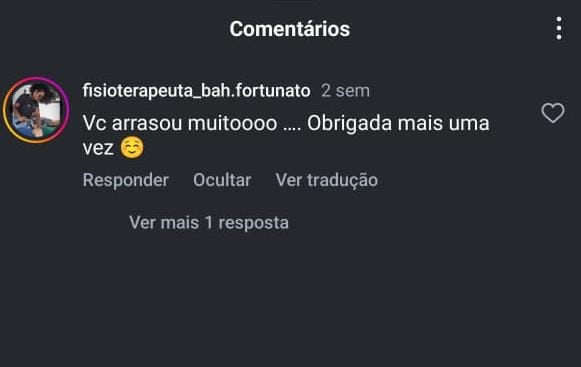 Comentários
fisioterapeuta_bah.fortunato 2 sem
Vc arrasou muitoooo .... Obrigada mais uma
vez ☺️
Responder Ocultar Ver tradução
Ver mais 1 resposta